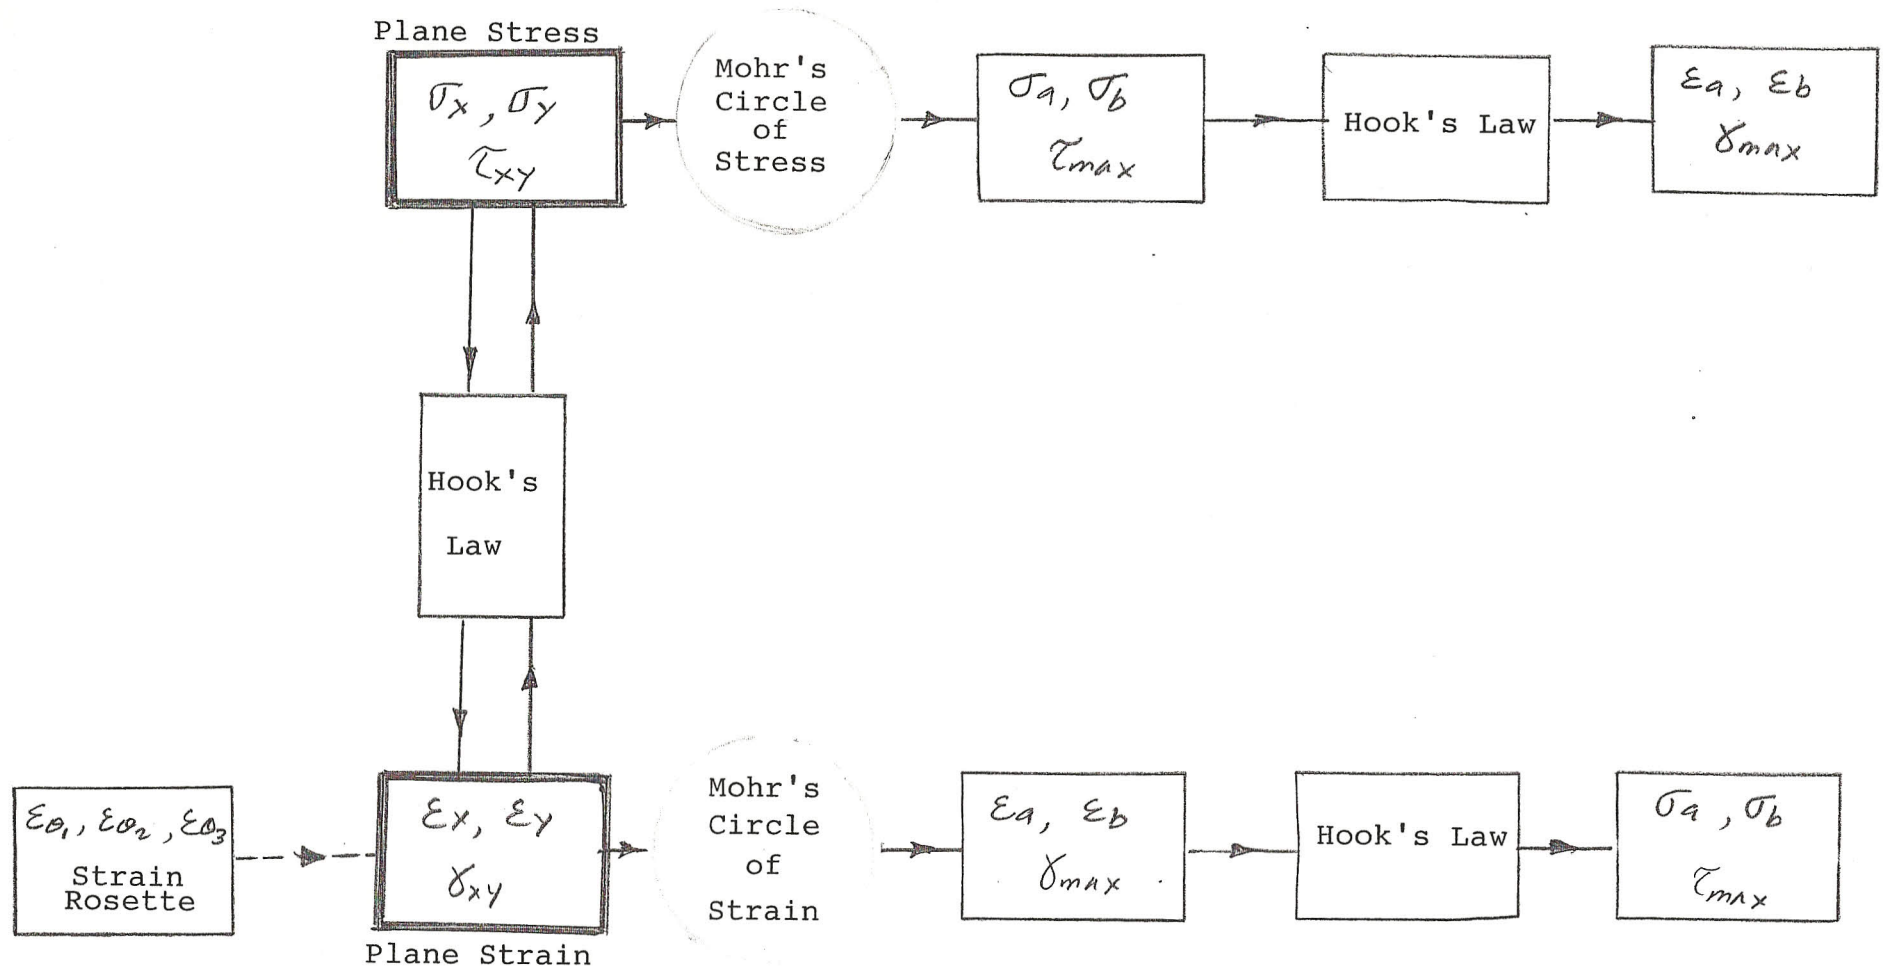 Plane Stress
σx , σy
τxy
Mohr's
Circle
of
Stress
σa, σb
τmax
Hook's Law
εa, εb
γmax
Hook's
Law
εθ1, εθ2, εθ3
Strain
Rosette
εx, εy
γxy
Plane Strain
Mohr's
Circle
of
Strain
εa, εb
γmax
Hook's Law
σa , σb
τmax